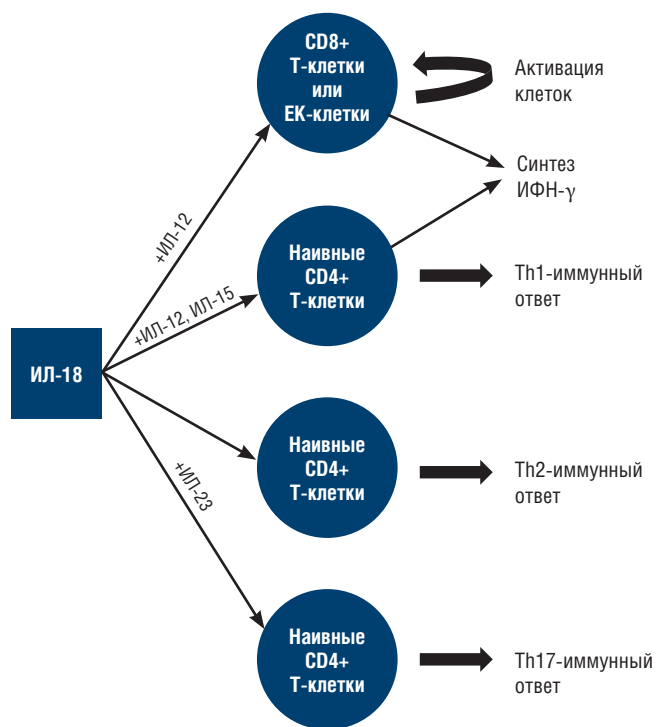 CD8+
Т-клетки
или
ЕК-клетки
Активация
клеток
Синтез
ИФН-γ
+ИЛ-12
Наивные
CD4+
Т-клетки
Th1-иммунный
ответ
+ИЛ-12, ИЛ-15
ИЛ-18
Наивные
CD4+
Т-клетки
Th2-иммунный
ответ
+ИЛ-23
Наивные
CD4+
Т-клетки
Th17-иммунный
ответ